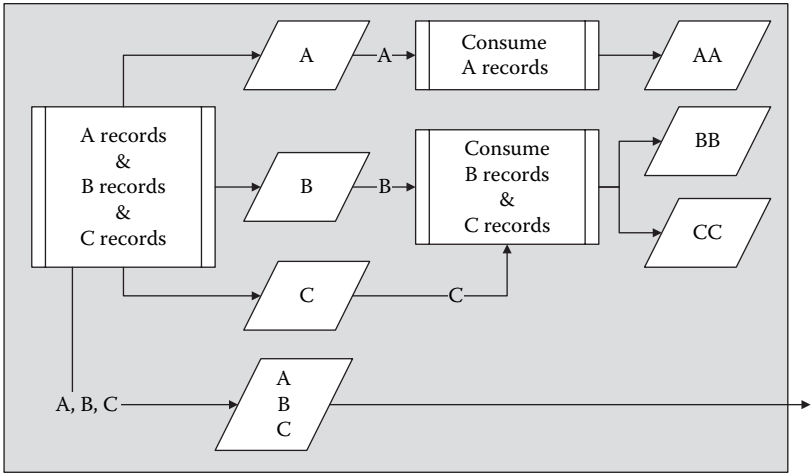 A
A
Consume
A records
AA
A records
&
B records
&
C records
B
B
Consume
B records
&
C records
BB
CC
C
C
A, B, C
A
B
C